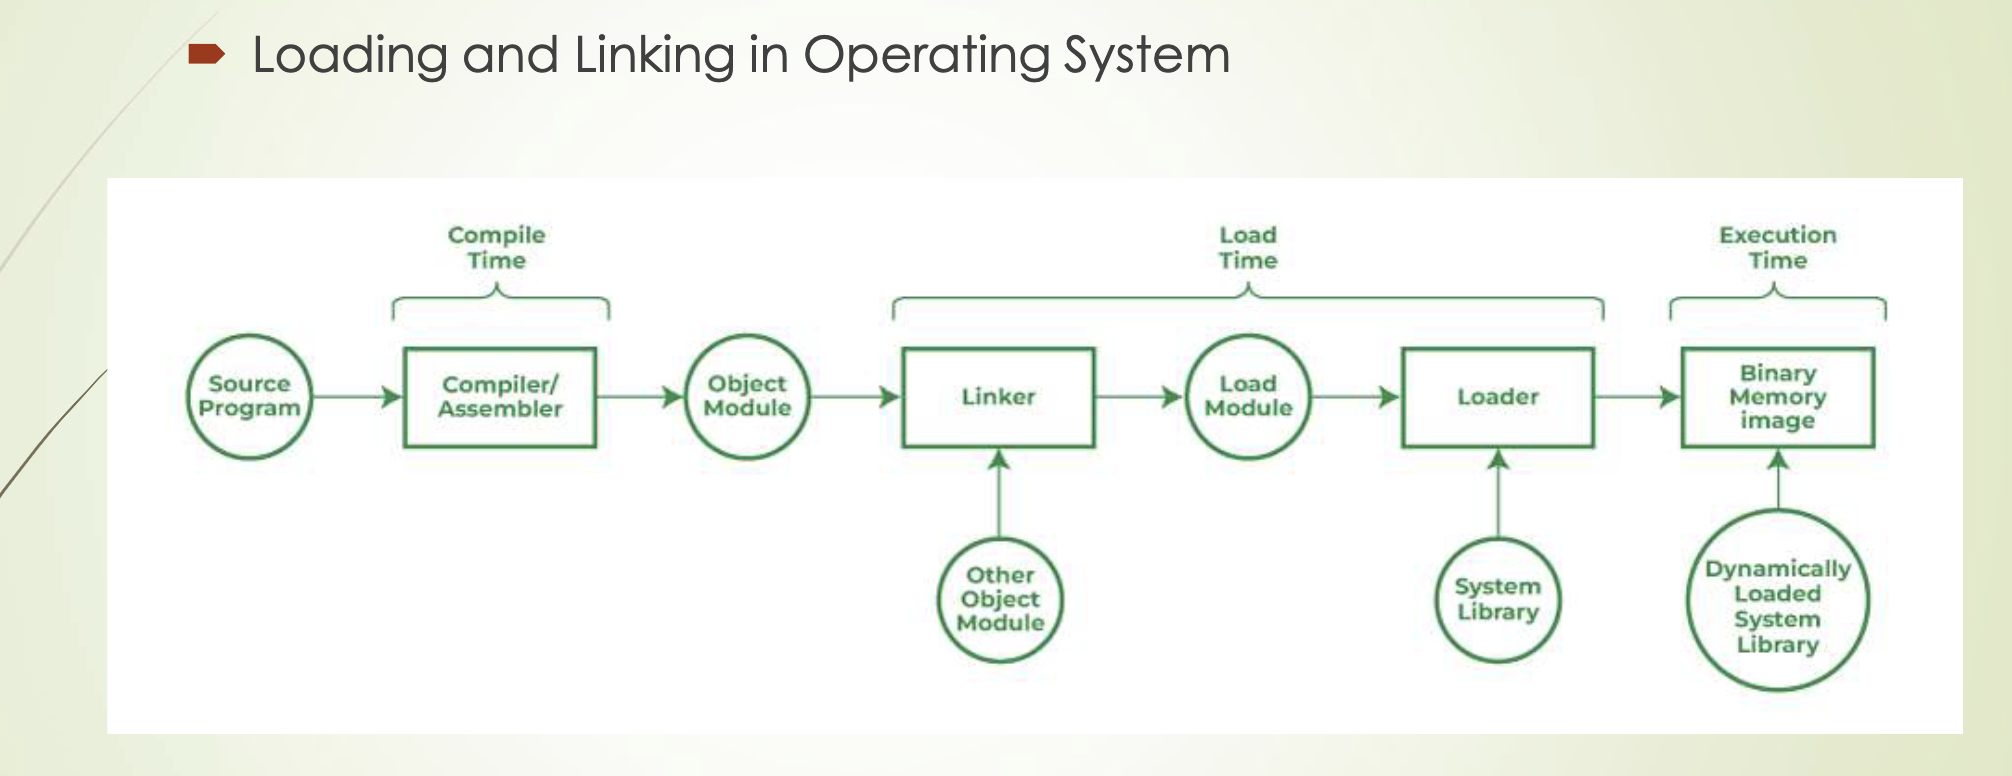 Loading and Linking in Operating System
Compile
Time
Load
Time
Execution
Time
Source
Program
Compiler/
Assembler
Object
Module
Linker
Load
Module
Loader
Binary
Memory
image
Other
Object
Module
System
Library
Dynamically
Loaded
System
Library